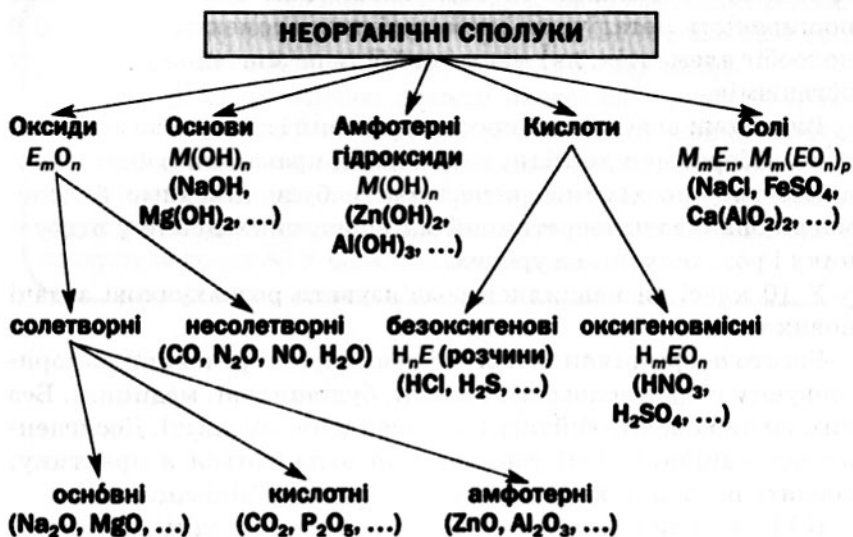 НЕОРГАНІЧНІ СПОЛУКИ
Оксиди
EₘOₙ
Основи
M(OH)ₙ
(NaOH,
Mg(OH)₂, …)
Амфотерні
гідроксиди
M(OH)ₙ
(Zn(OH)₂,
Al(OH)₃, …)
Кислоти
Солі
MₘEₙ, Mₘ(EOₙ)ₚ
(NaCl, FeSO₄,
Ca(AlO₂)₂, …)
солетворні
несолетворні
(CO, N₂O, NO, H₂O)
безоксигенові
HₙE (розчини)
(HCl, H₂S, …)
оксигеновмісні
HₘEOₙ
(HNO₃,
H₂SO₄, …)
осно́вні
(Na₂O, MgO, …)
кислотні
(CO₂, P₂O₅, …)
амфотерні
(ZnO, Al₂O₃, …)